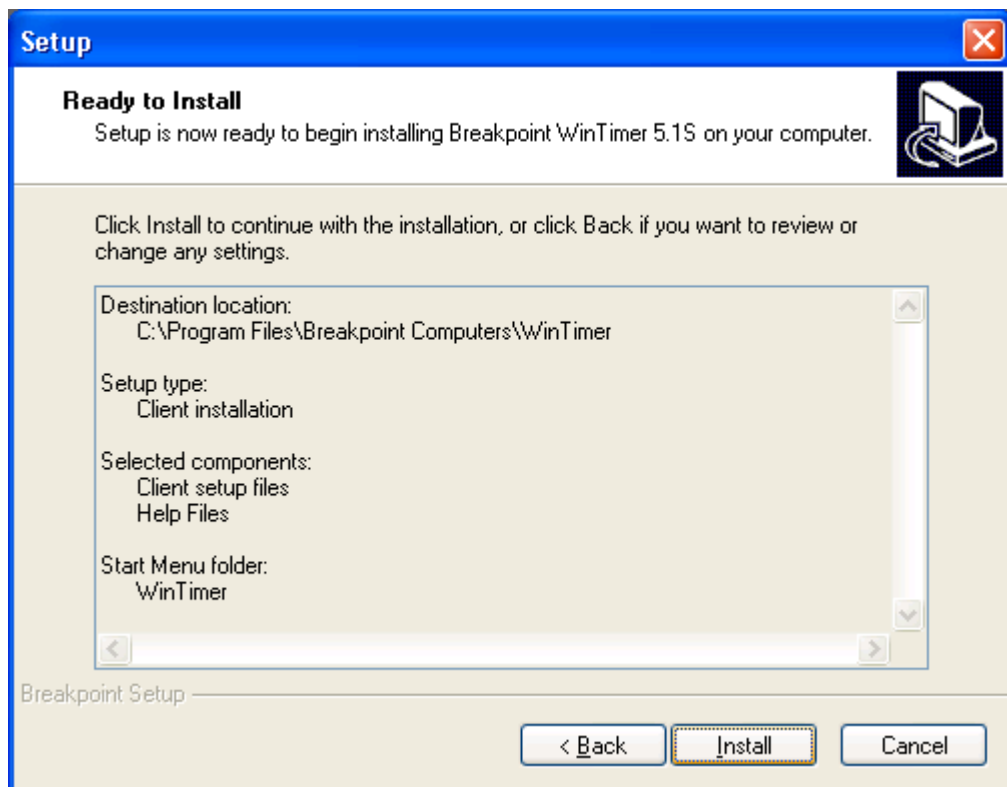 Setup
Ready to Install
Setup is now ready to begin installing Breakpoint WinTimer 5.1S on your computer.
Click Install to continue with the installation, or click Back if you want to review or
change any settings.
Destination location:
C:\Program Files\Breakpoint Computers\WinTimer
Setup type:
Client installation
Selected components:
Client setup files
Help Files
Start Menu folder:
WinTimer
Breakpoint Setup
< Back
Install
Cancel